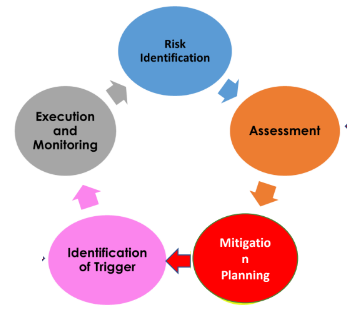 Risk
Identification
Assessment
Mitigatio
n
Planning
Identification
of Trigger
Execution
and
Monitoring